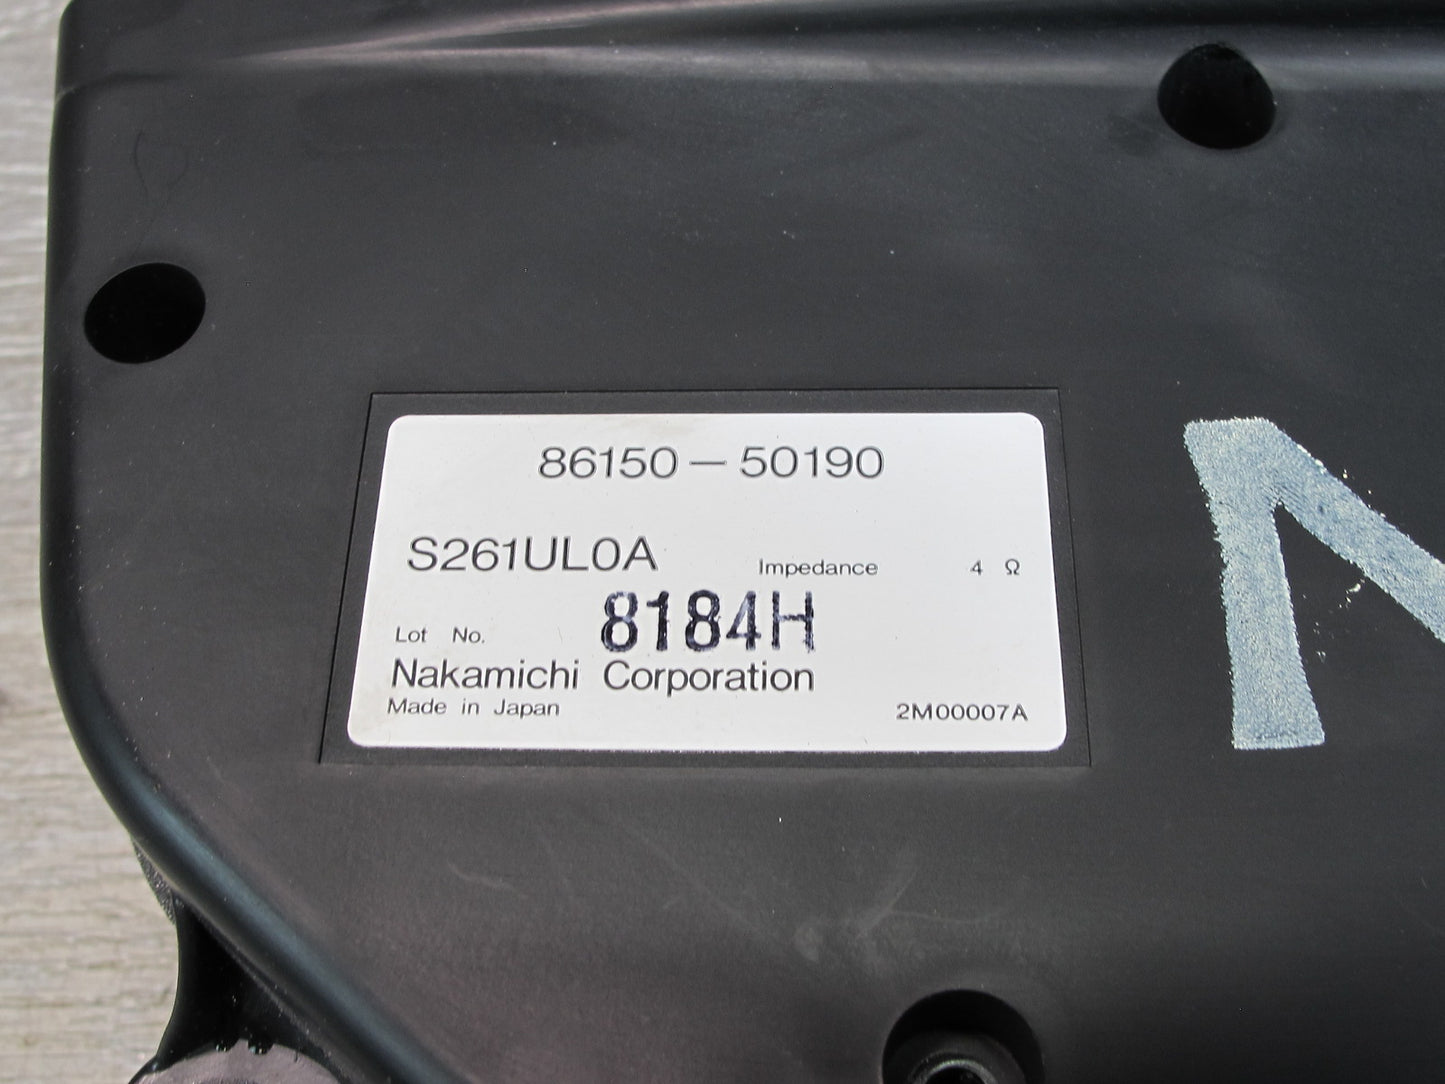 86150-50190
S261UL0A Impedance 4 Ω
Lot No. 8184H
Nakamichi Corporation
Made in Japan 2M00007A
N